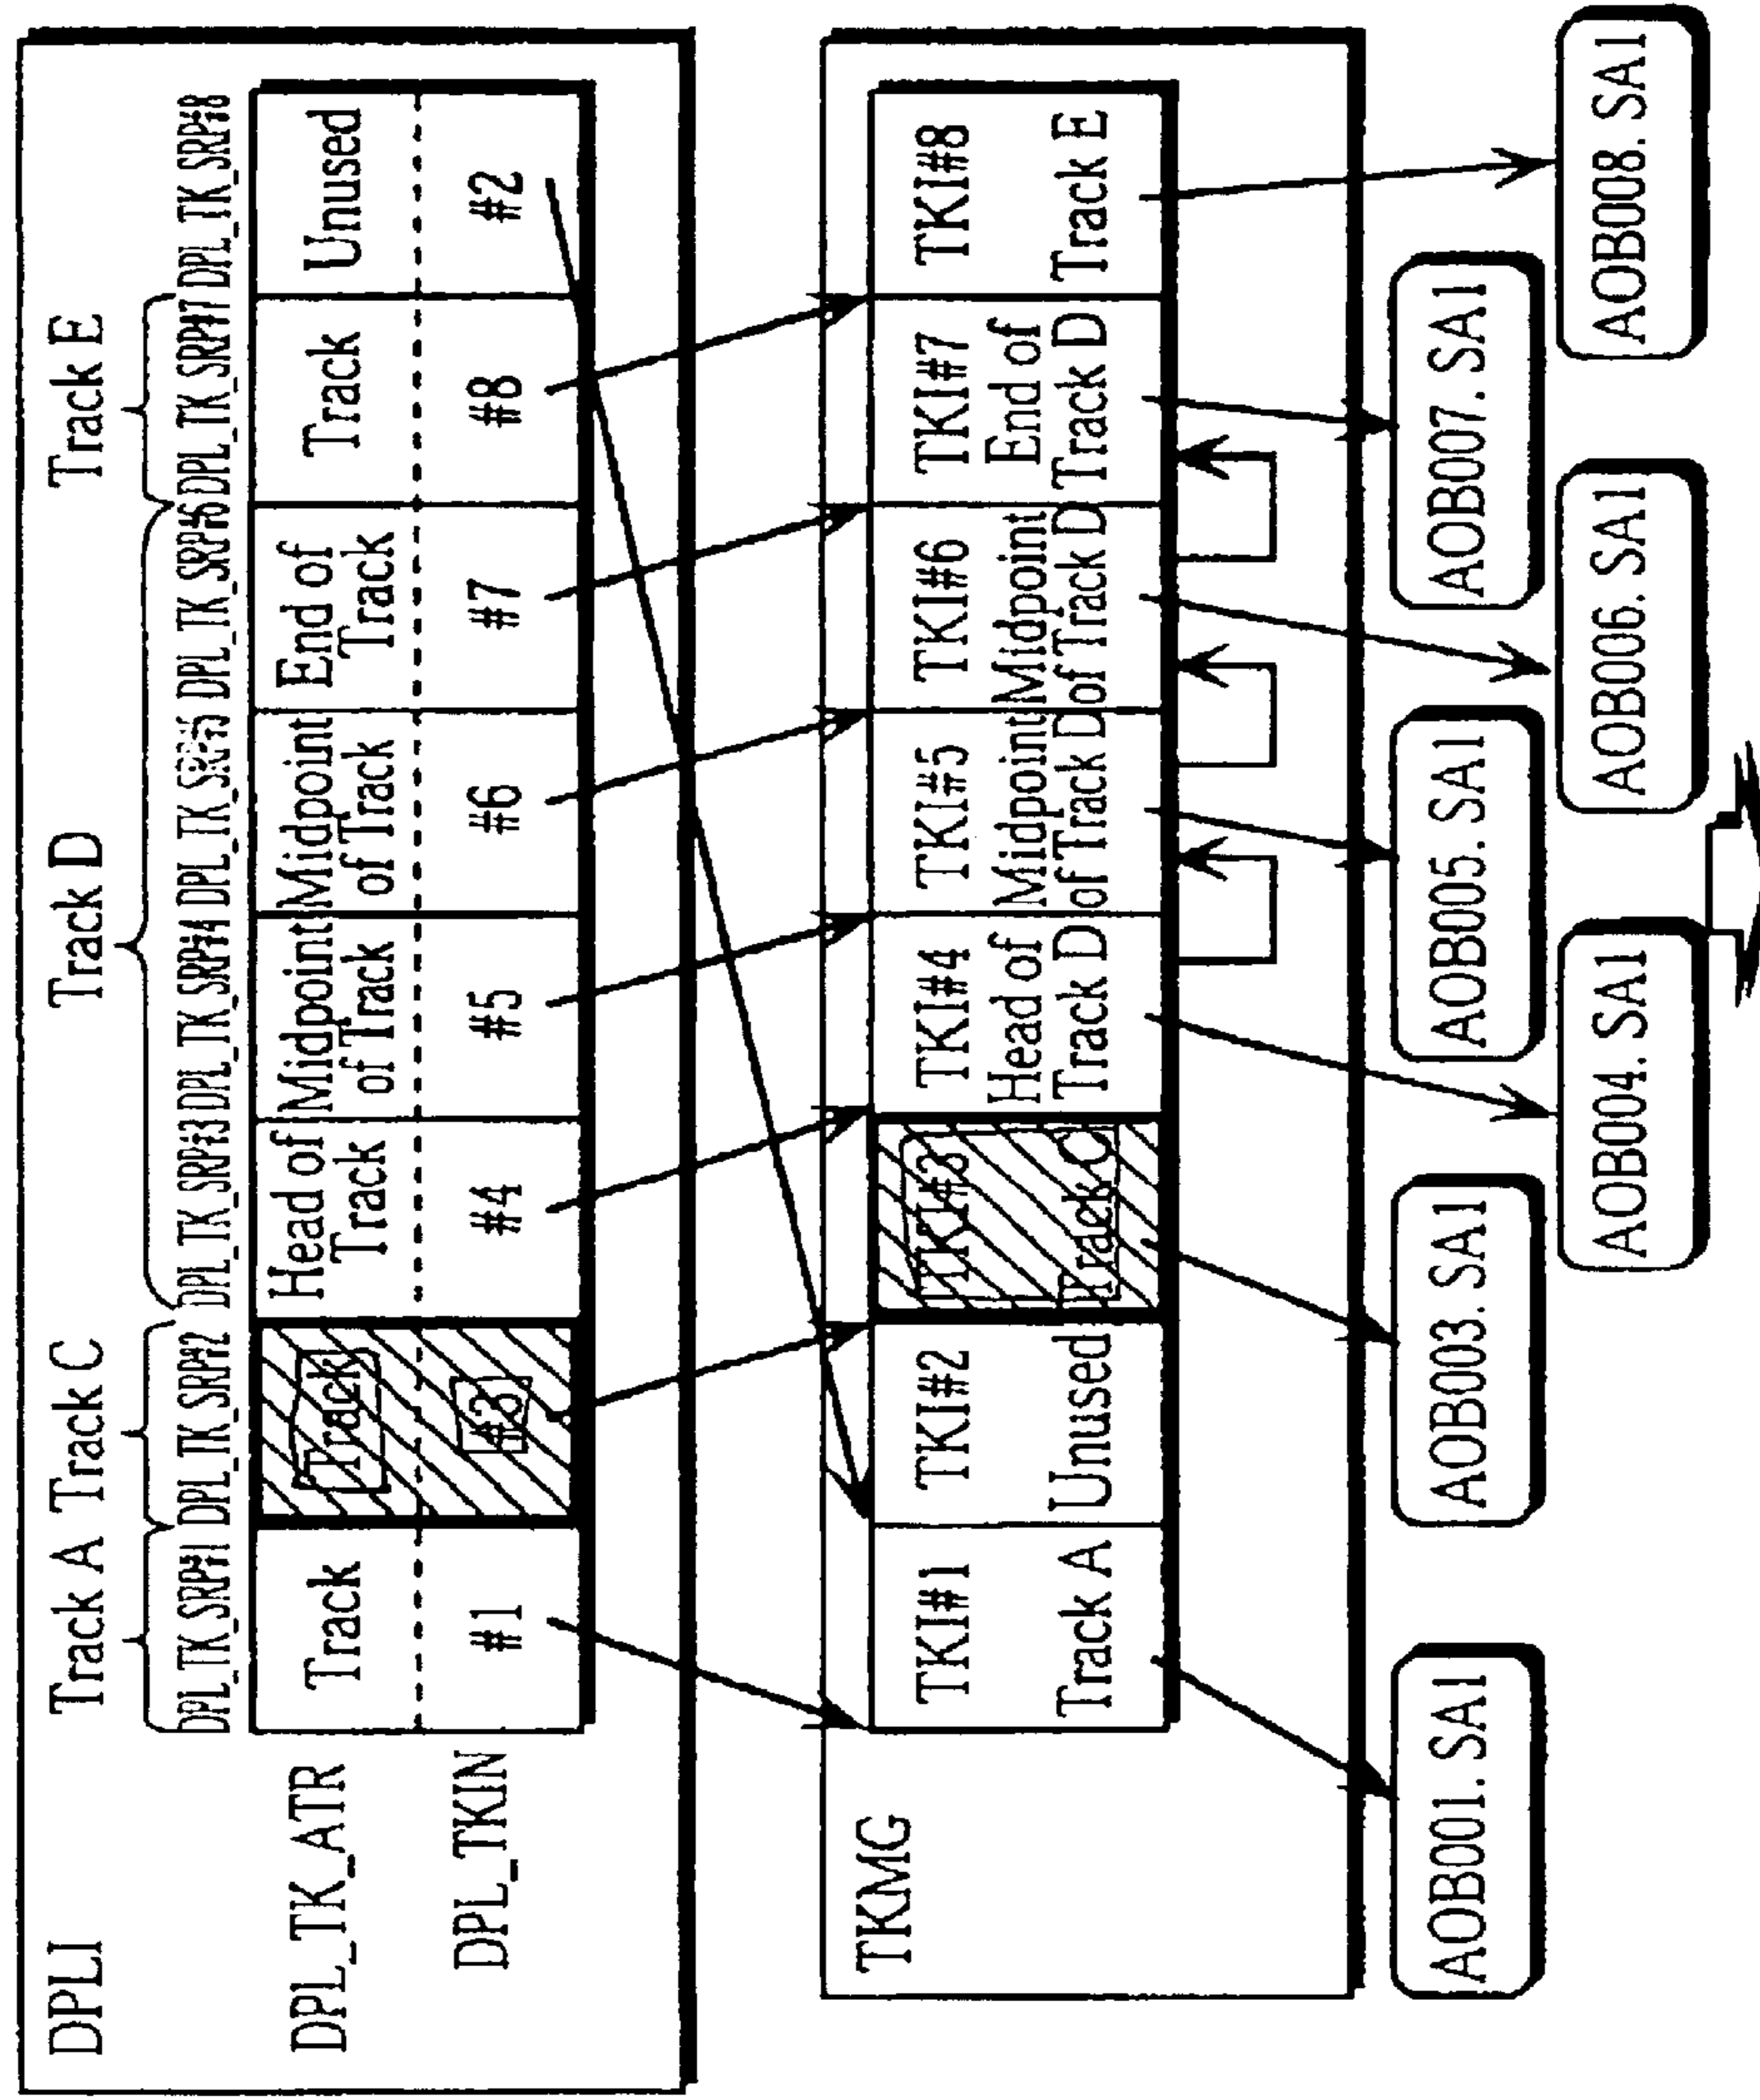 DPLI
Track A
Track C
Track D
Track E
DPL_TK_SRP#1
DPL_TK_SRP#2
DPL_TK_SRP#3
DPL_TK_SRP#4
DPL_TK_SRP#5
DPL_TK_SRP#6
DPL_TK_SRP#7
DPL_TK_SRP#8
DPL_TK_ATR
Track
Track
Head of
Track
Midpoint
of Track
Midpoint
of Track
End of
Track
Track
Unused
DPL_TKIN
#1
#3
#4
#5
#6
#7
#8
#2
TKMG
TKI#1
Track A
TKI#2
Unused
TKI#3
Track C
TKI#4
Head of
Track D
TKI#5
Midpoint
of Track D
TKI#6
Midpoint
of Track D
TKI#7
End of
Track D
TKI#8
Track E
AOB001. SA1
AOB003. SA1
AOB005. SA1
AOB007. SA1
AOB004. SA1
AOB006. SA1
AOB008. SA1